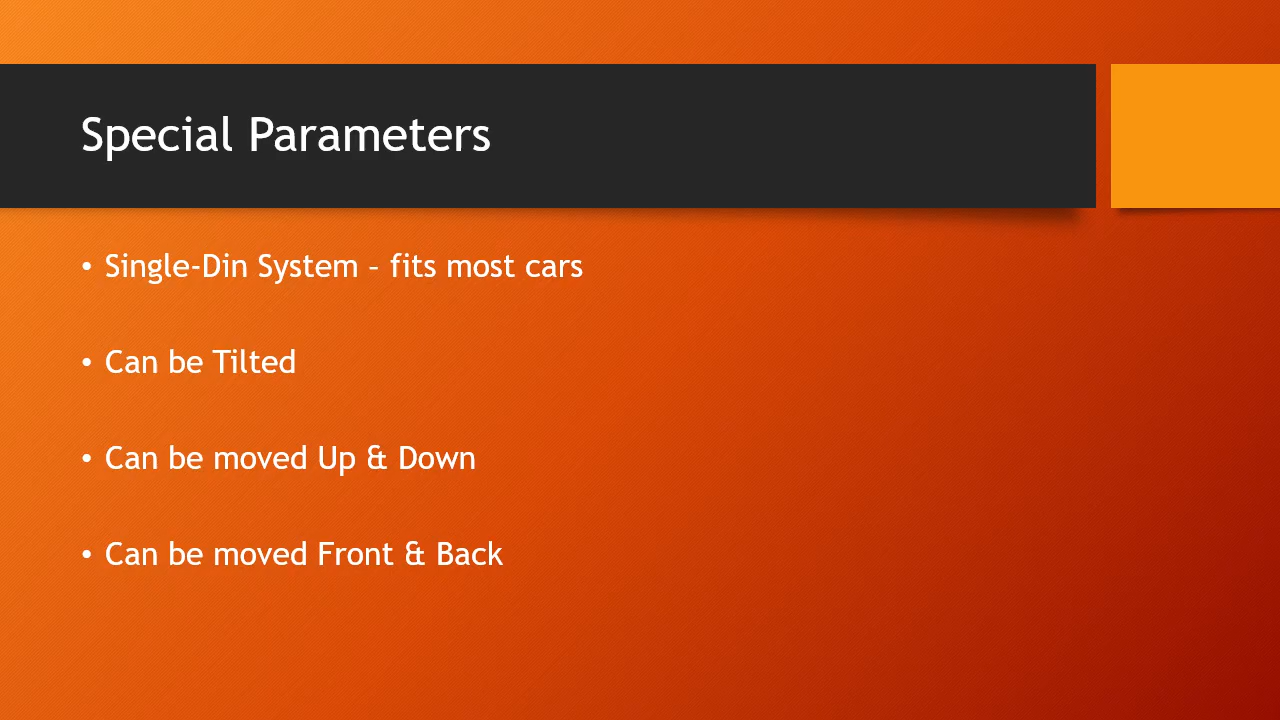 Special Parameters
• Single-Din System – fits most cars
• Can be Tilted
• Can be moved Up & Down
• Can be moved Front & Back